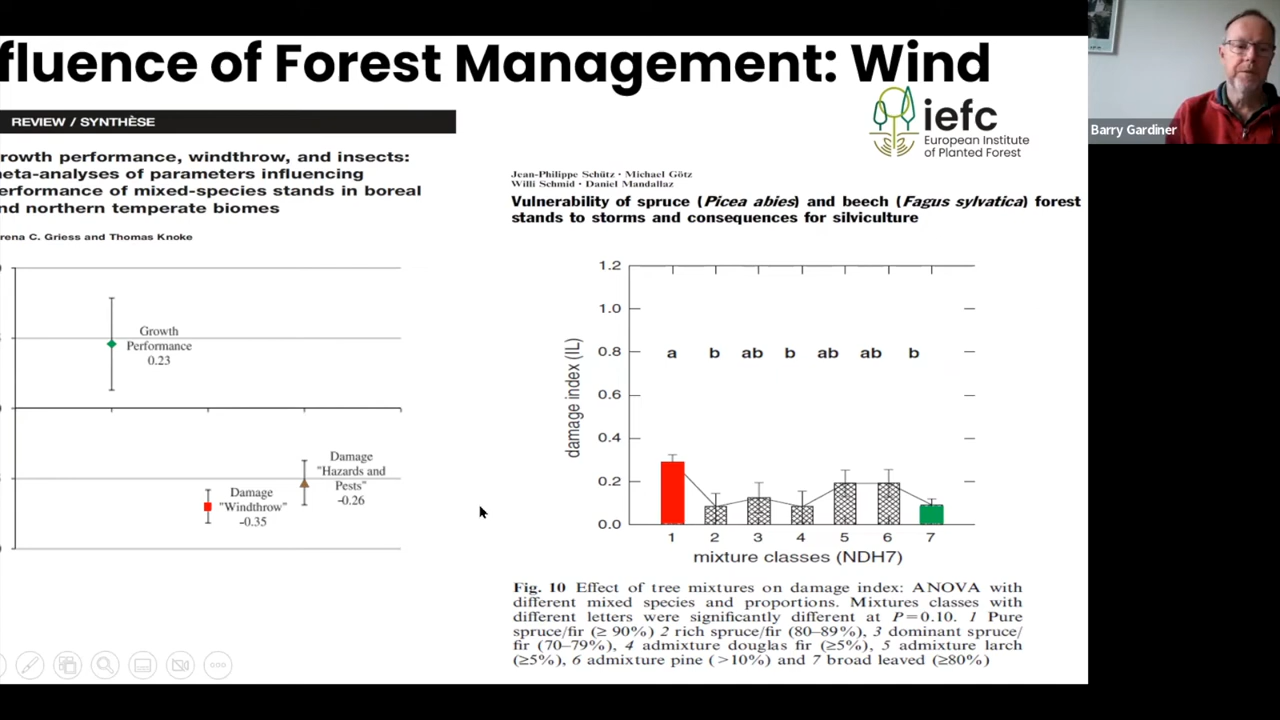 fluence of Forest Management: Wind
iefc
European Institute
of Planted Forest
Barry Gardiner
REVIEW / SYNTHÈSE
rowth performance, windthrow, and insects:
eta-analyses of parameters influencing
erformance of mixed-species stands in boreal
nd northern temperate biomes
rena C. Griess and Thomas Knoke
Growth
Performance
0.23
Damage
"Windthrow"
-0.35
Damage
"Hazards and
Pests"
-0.26
Jean-Philippe Schütz · Michael Götz
Willi Schmid · Daniel Mandallaz
Vulnerability of spruce (Picea abies) and beech (Fagus sylvatica) forest
stands to storms and consequences for silviculture
damage index (IL)
1.2
1.0
0.8
0.6
0.4
0.2
0.0
a b ab b ab ab b
1 2 3 4 5 6 7
mixture classes (NDH7)
Fig. 10 Effect of tree mixtures on damage index: ANOVA with
different mixed species and proportions. Mixtures classes with
different letters were significantly different at P=0.10. 1 Pure
spruce/fir (≥ 90%) 2 rich spruce/fir (80–89%), 3 dominant spruce/
fir (70–79%), 4 admixture douglas fir (≥5%), 5 admixture larch
(≥5%), 6 admixture pine (>10%) and 7 broad leaved (≥80%)